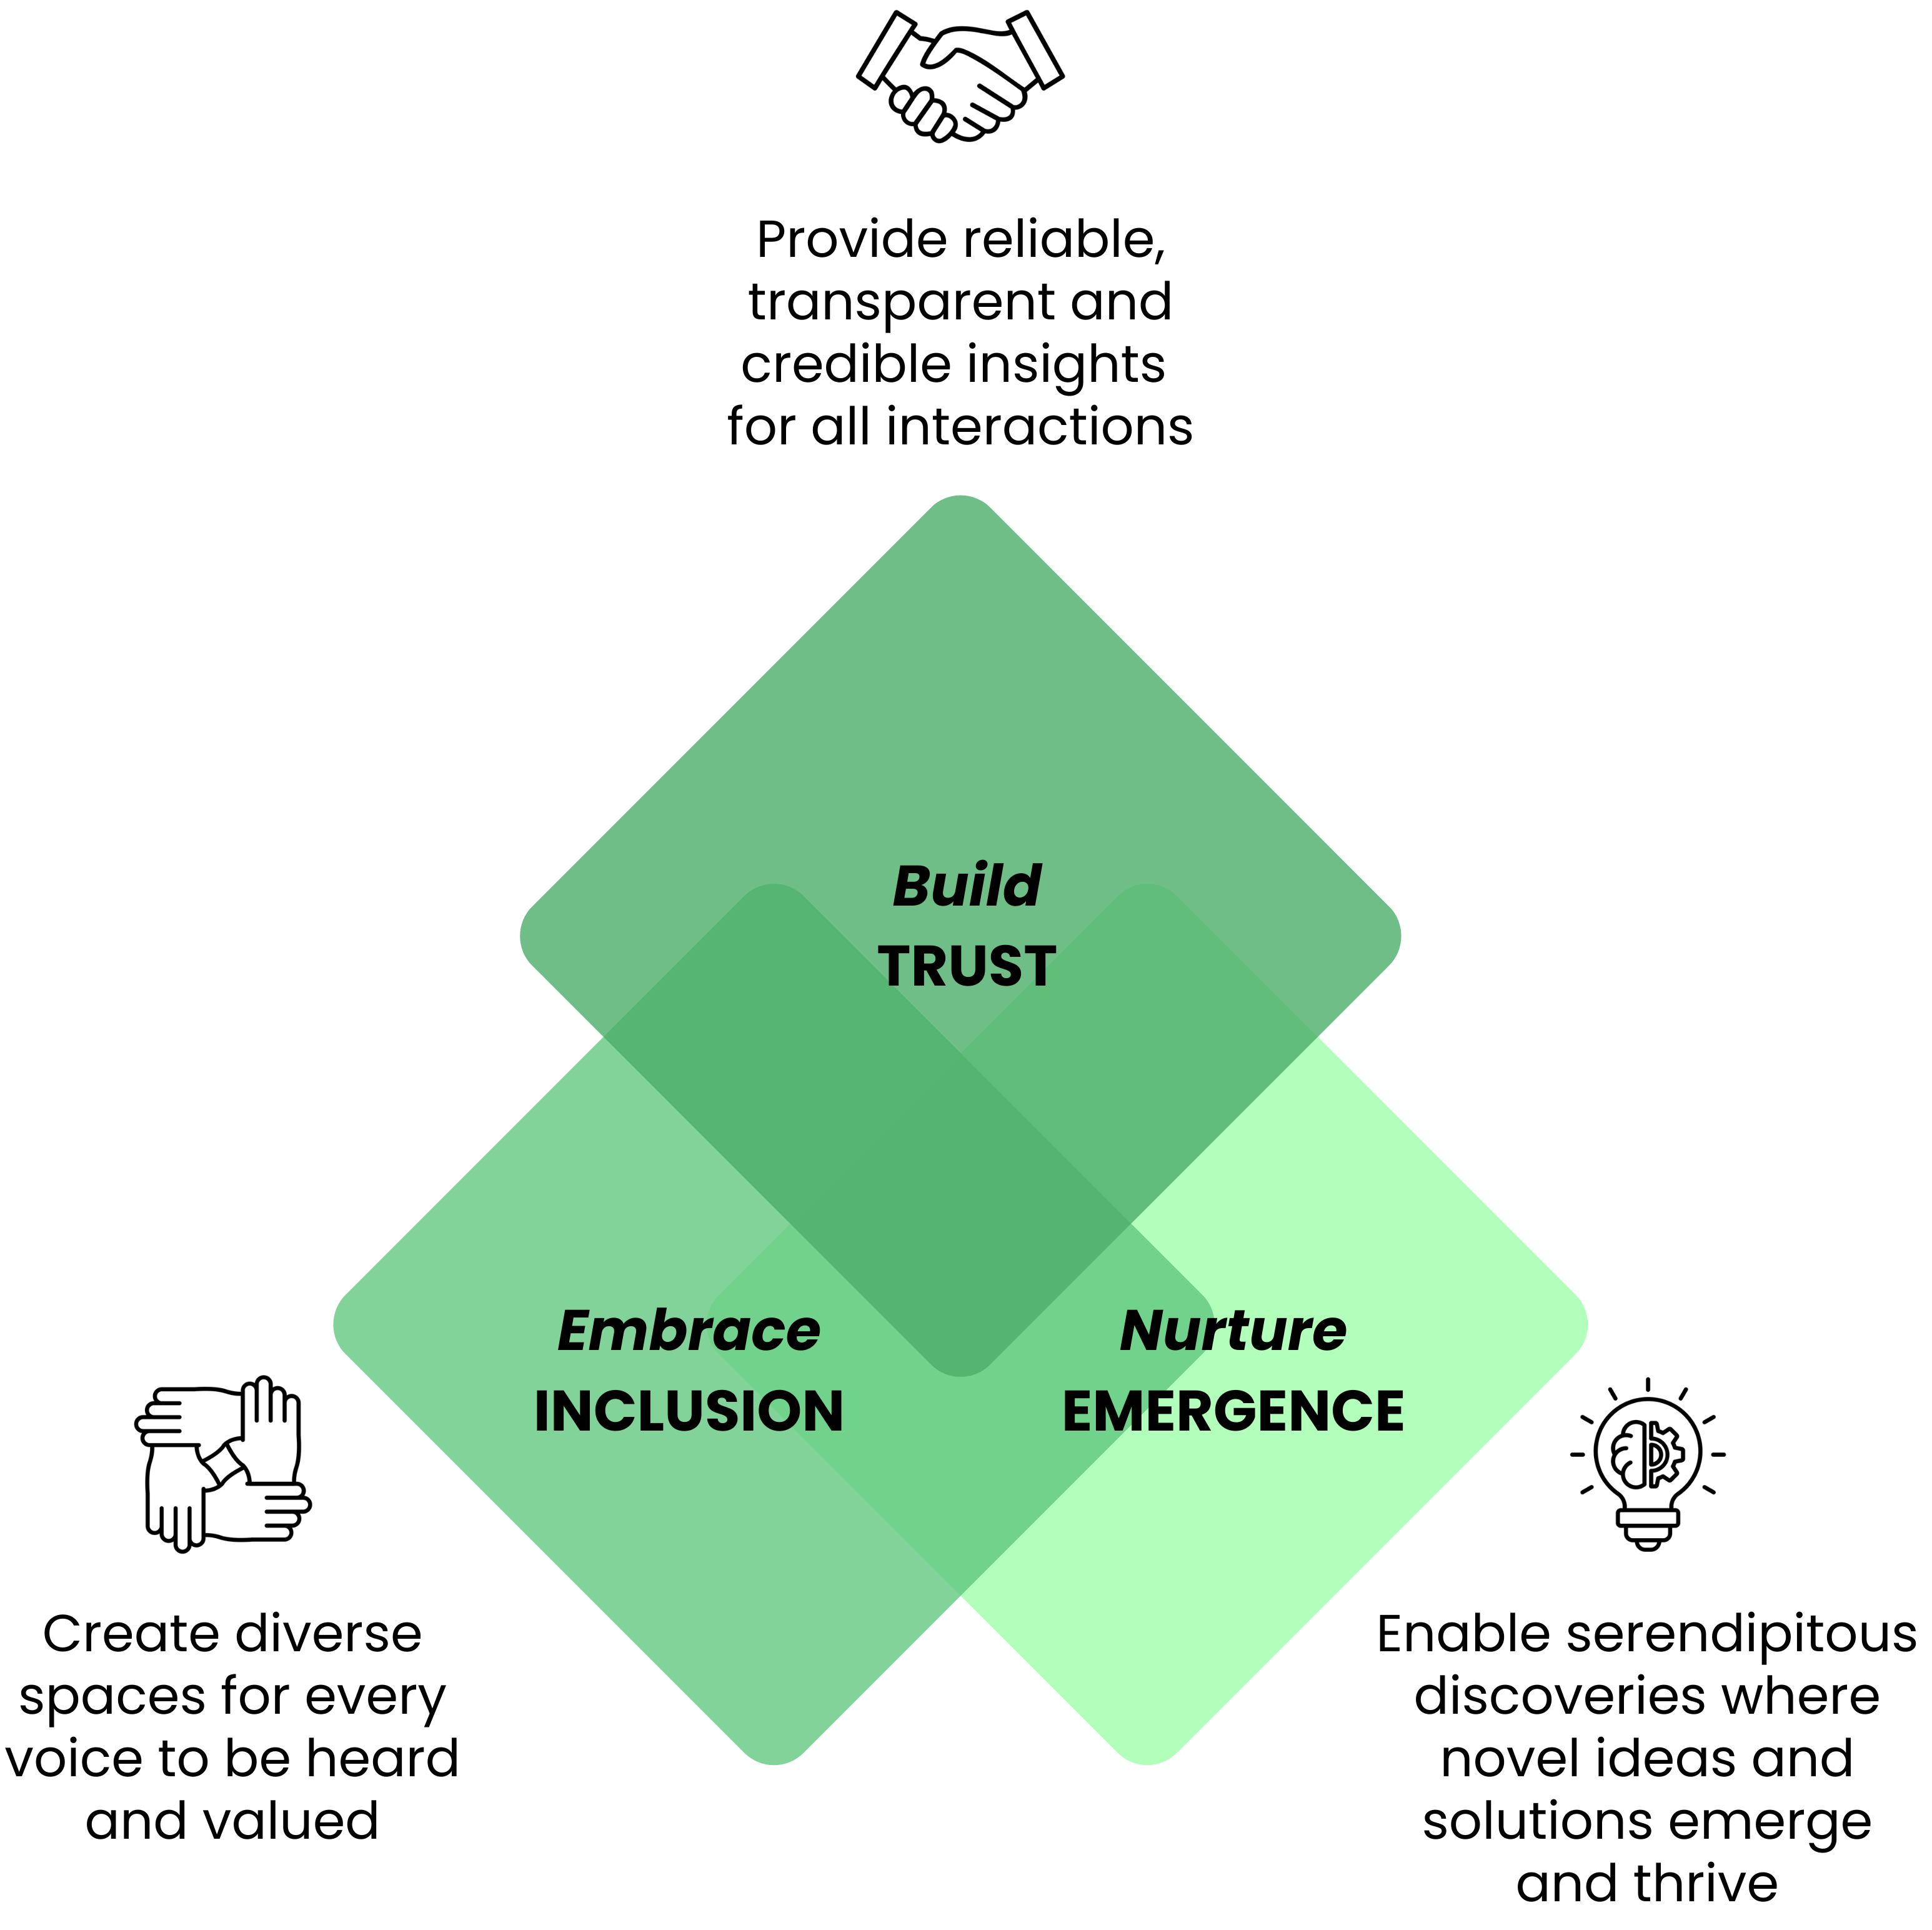 Provide reliable,
transparent and
credible insights
for all interactions
Build
TRUST
Embrace
INCLUSION
Nurture
EMERGENCE
Create diverse
spaces for every
voice to be heard
and valued
Enable serendipitous
discoveries where
novel ideas and
solutions emerge
and thrive